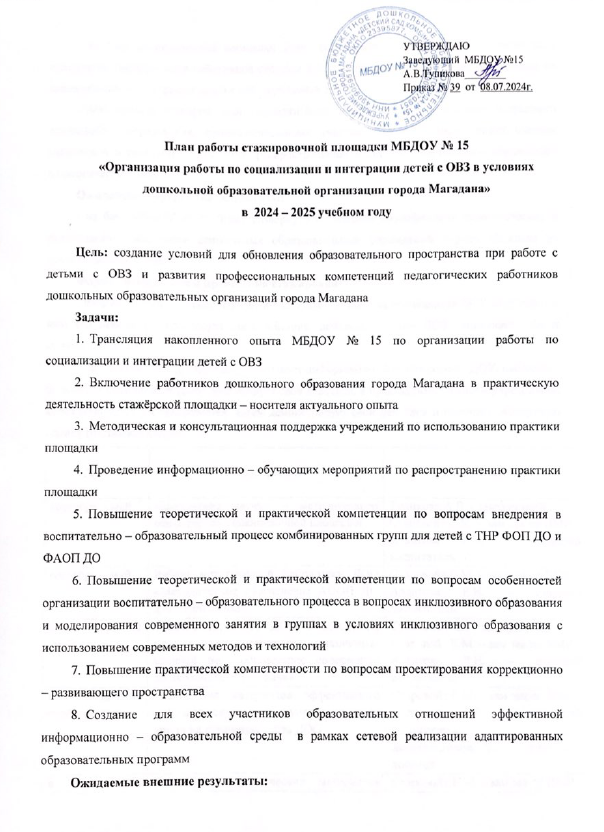 УТВЕРЖДАЮ
Заведующий МБДОУ №15
А.В.Тупикова
Приказ № 39 от 08.07.2024г.
МБДОУ № 15
План работы стажировочной площадки МБДОУ № 15
«Организация работы по социализации и интеграции детей с ОВЗ в условиях
дошкольной образовательной организации города Магадана»
в 2024 – 2025 учебном году
Цель: создание условий для обновления образовательного пространства при работе с
детьми с ОВЗ и развития профессиональных компетенций педагогических работников
дошкольных образовательных организаций города Магадана
Задачи:
1. Трансляция накопленного опыта МБДОУ № 15 по организации работы по
социализации и интеграции детей с ОВЗ
2. Включение работников дошкольного образования города Магадана в практическую
деятельность стажёрской площадки – носителя актуального опыта
3. Методическая и консультационная поддержка учреждений по использованию практики
площадки
4. Проведение информационно – обучающих мероприятий по распространению практики
площадки
5. Повышение теоретической и практической компетенции по вопросам внедрения в
воспитательно – образовательный процесс комбинированных групп для детей с ТНР ФОП ДО и
ФАОП ДО
6. Повышение теоретической и практической компетенции по вопросам особенностей
организации воспитательно – образовательного процесса в вопросах инклюзивного образования
и моделирования современного занятия в группах в условиях инклюзивного образования с
использованием современных методов и технологий
7. Повышение практической компетентности по вопросам проектирования коррекционно
– развивающего пространства
8. Создание для всех участников образовательных отношений эффективной
информационно – образовательной среды в рамках сетевой реализации адаптированных
образовательных программ
Ожидаемые внешние результаты: